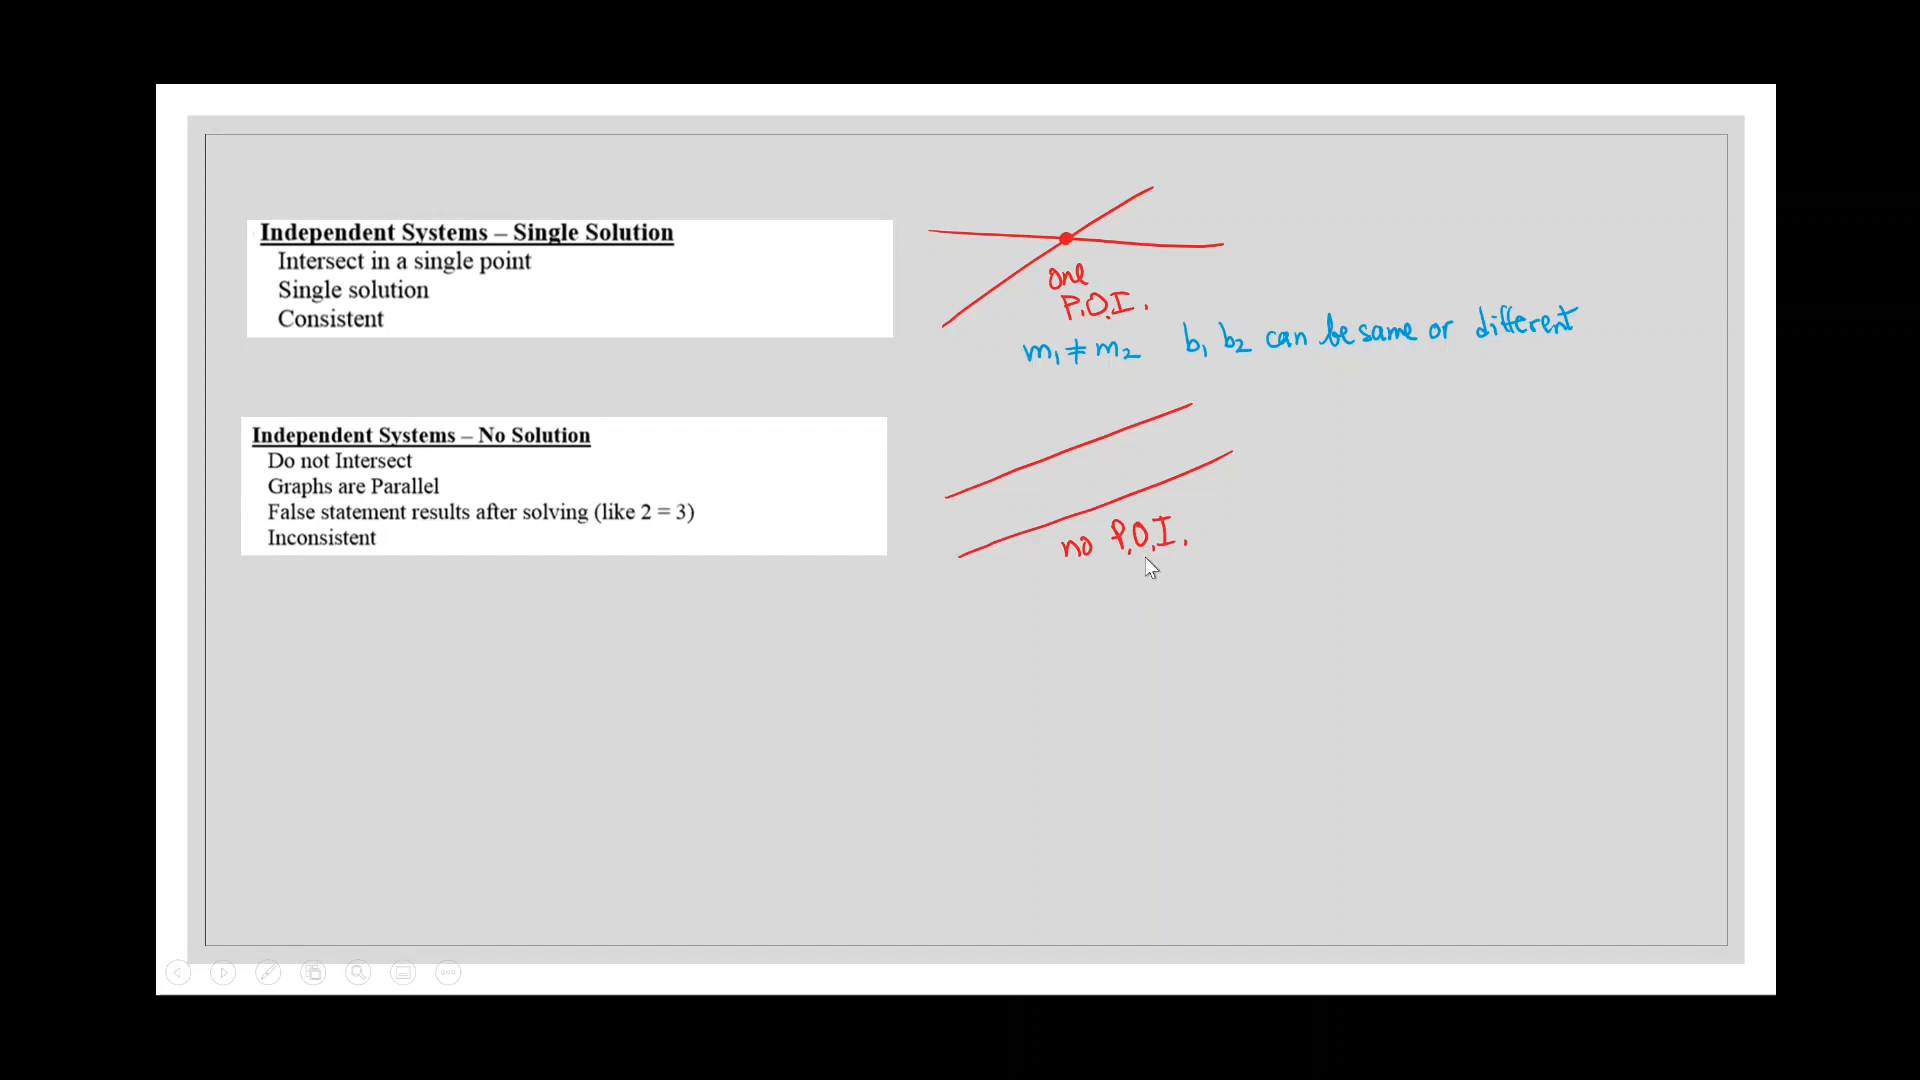 Independent Systems – Single Solution
Intersect in a single point
Single solution
Consistent
one
P.O.I.
m₁ ≠ m₂ b₁ b₂ can be same or different
Independent Systems – No Solution
Do not Intersect
Graphs are Parallel
False statement results after solving (like 2 = 3)
Inconsistent
no P.O.I.